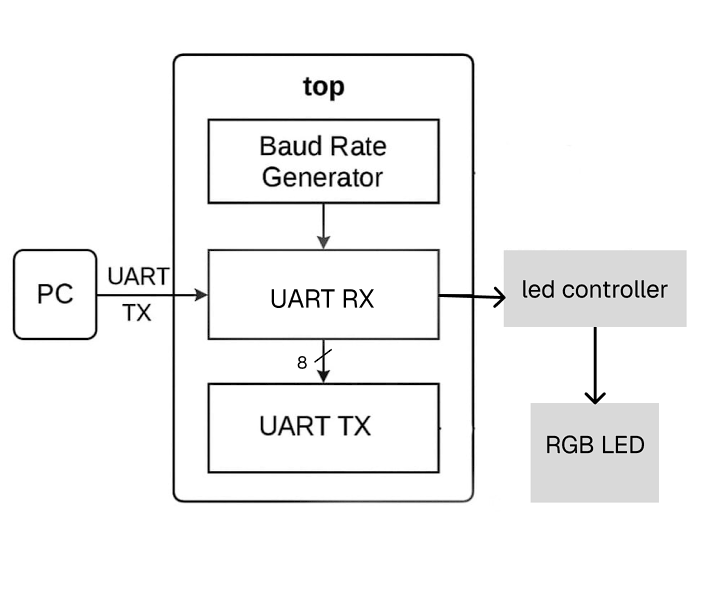 top
Baud Rate
Generator
PC
UART
TX
UART RX
led controller
8
UART TX
RGB LED